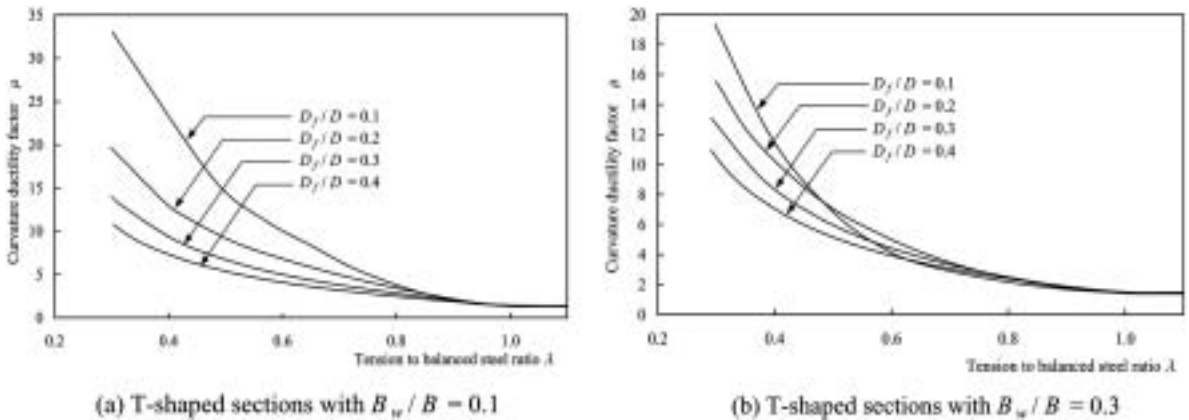 35
30
25
20
15
10
5
0
Curvature ductility factor μ
D_f / D = 0.1
D_f / D = 0.2
D_f / D = 0.3
D_f / D = 0.4
0.2 0.4 0.6 0.8 1.0
Tension to balanced steel ratio λ
(a) T-shaped sections with B_w / B = 0.1
20
18
16
14
12
10
8
6
4
2
0
Curvature ductility factor μ
D_f / D = 0.1
D_f / D = 0.2
D_f / D = 0.3
D_f / D = 0.4
0.2 0.4 0.6 0.8 1.0
Tension to balanced steel ratio λ
(b) T-shaped sections with B_w / B = 0.3